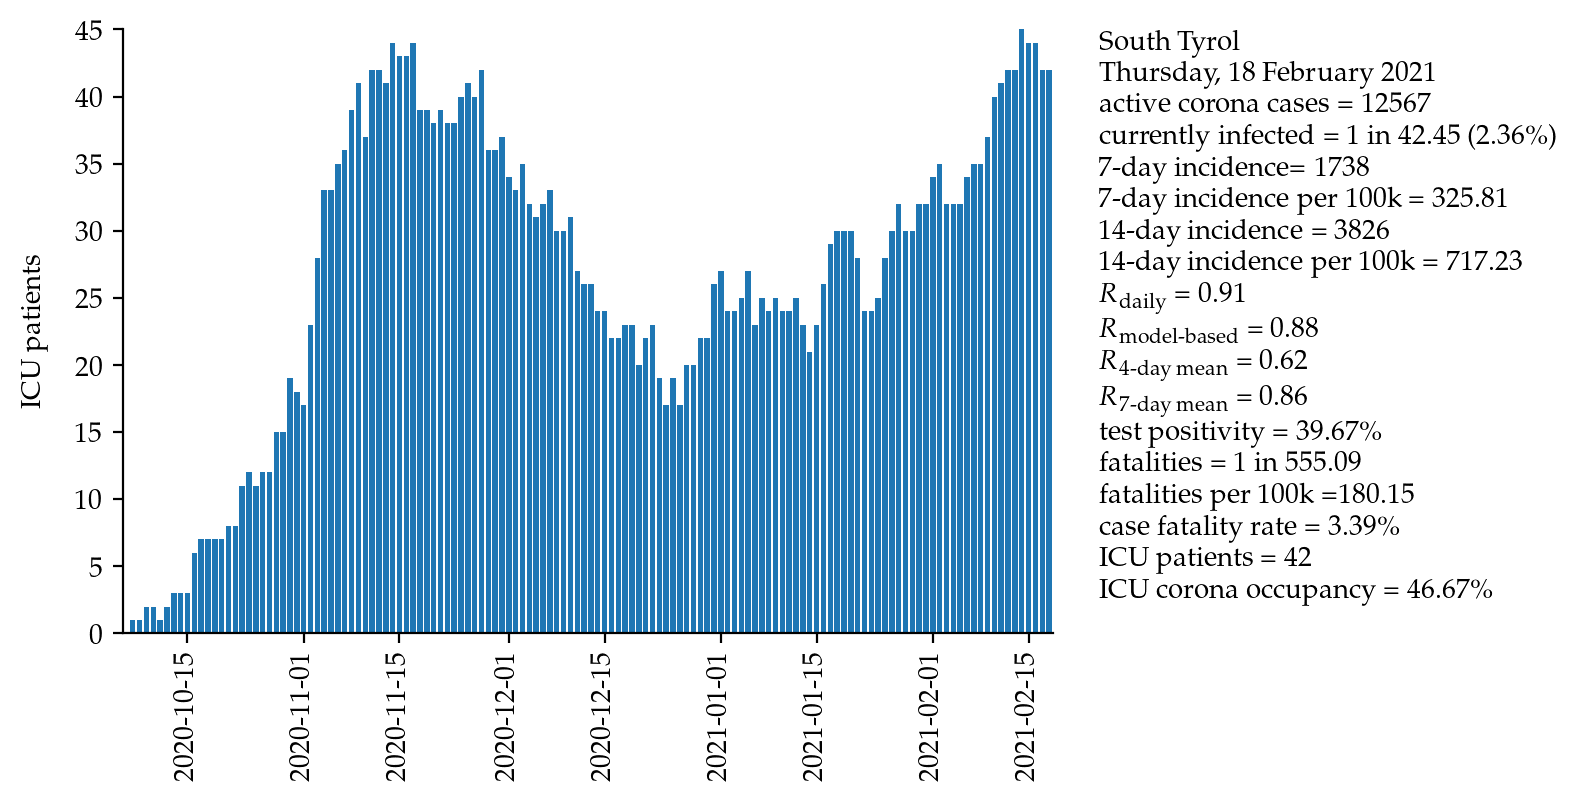 45
40
35
30
25
20
15
10
5
0
ICU patients
2020-10-15
2020-11-01
2020-11-15
2020-12-01
2020-12-15
2021-01-01
2021-01-15
2021-02-01
2021-02-15
South Tyrol
Thursday, 18 February 2021
active corona cases = 12567
currently infected = 1 in 42.45 (2.36%)
7-day incidence= 1738
7-day incidence per 100k = 325.81
14-day incidence = 3826
14-day incidence per 100k = 717.23
R daily = 0.91
R model-based = 0.88
R 4-day mean = 0.62
R 7-day mean = 0.86
test positivity = 39.67%
fatalities = 1 in 555.09
fatalities per 100k =180.15
case fatality rate = 3.39%
ICU patients = 42
ICU corona occupancy = 46.67%